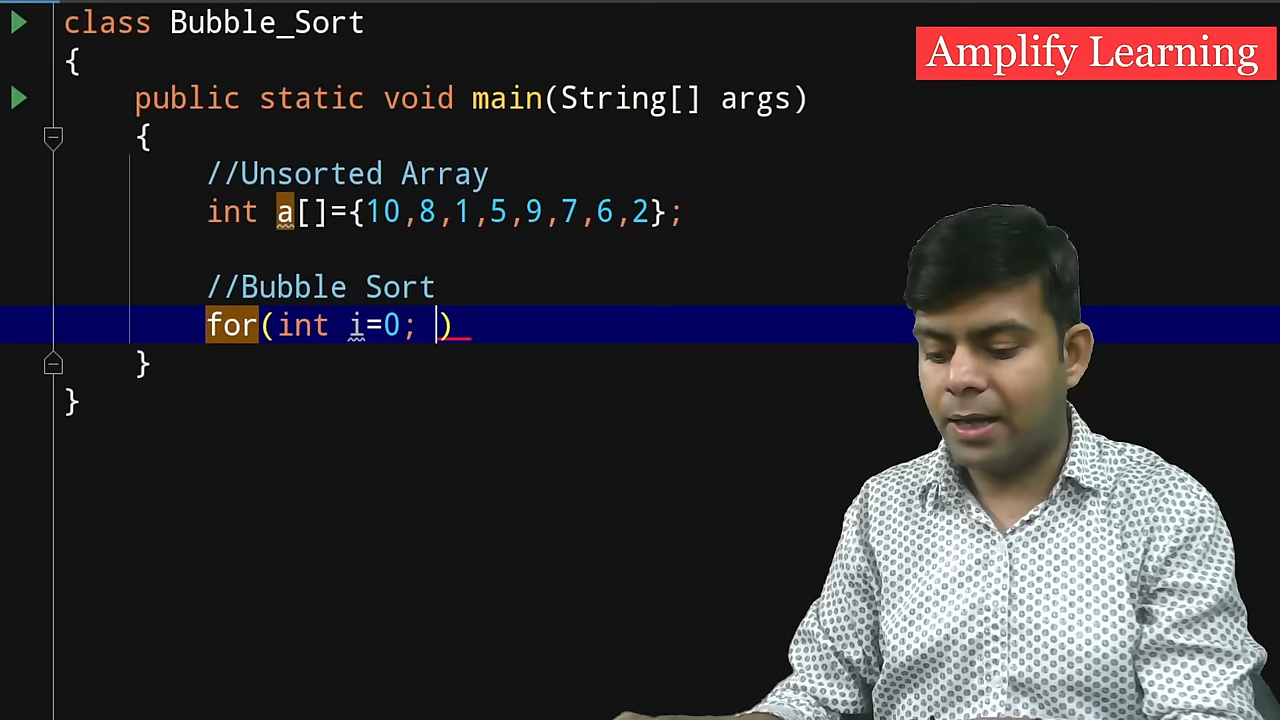 class Bubble_Sort
{
Amplify Learning
public static void main(String[] args)
{
//Unsorted Array
int a[]={10,8,1,5,9,7,6,2};
//Bubble Sort
for(int i=0; )
}
}